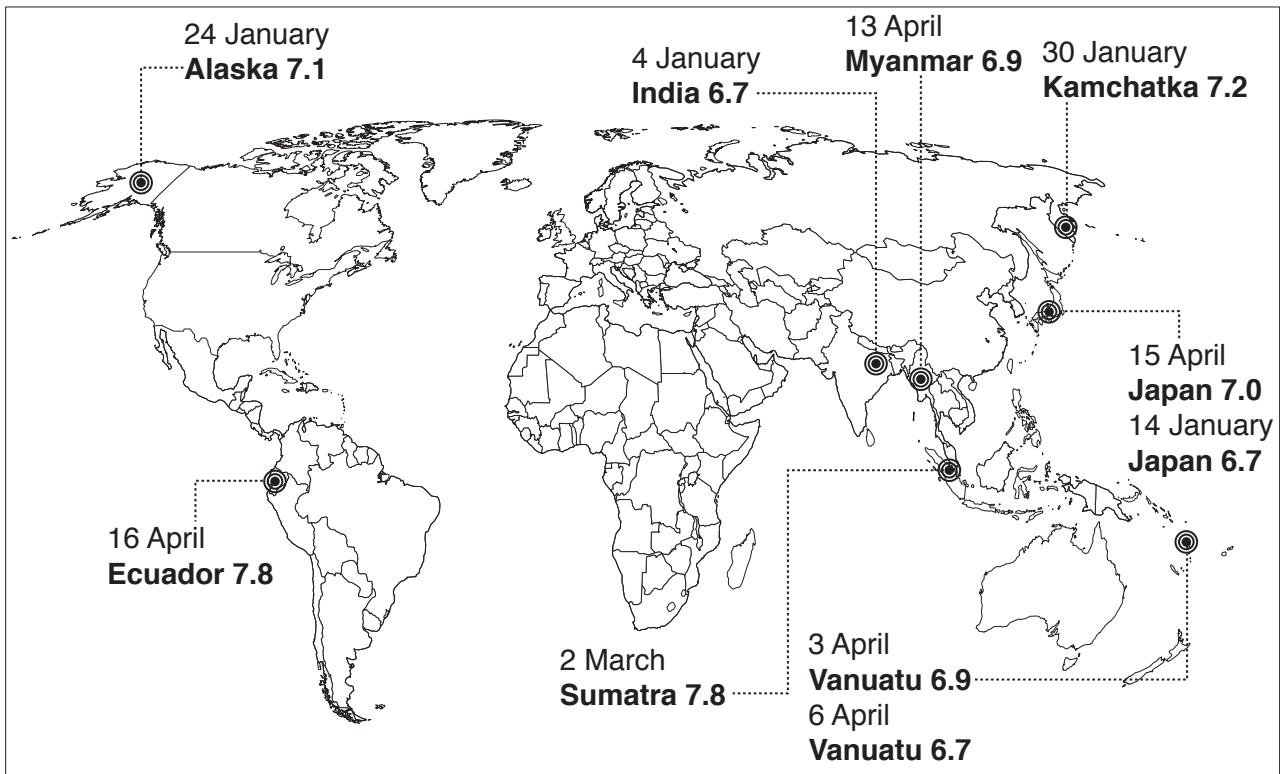 24 January
Alaska 7.1
4 January
India 6.7
13 April
Myanmar 6.9
30 January
Kamchatka 7.2
15 April
Japan 7.0
14 January
Japan 6.7
16 April
Ecuador 7.8
2 March
Sumatra 7.8
3 April
Vanuatu 6.9
6 April
Vanuatu 6.7